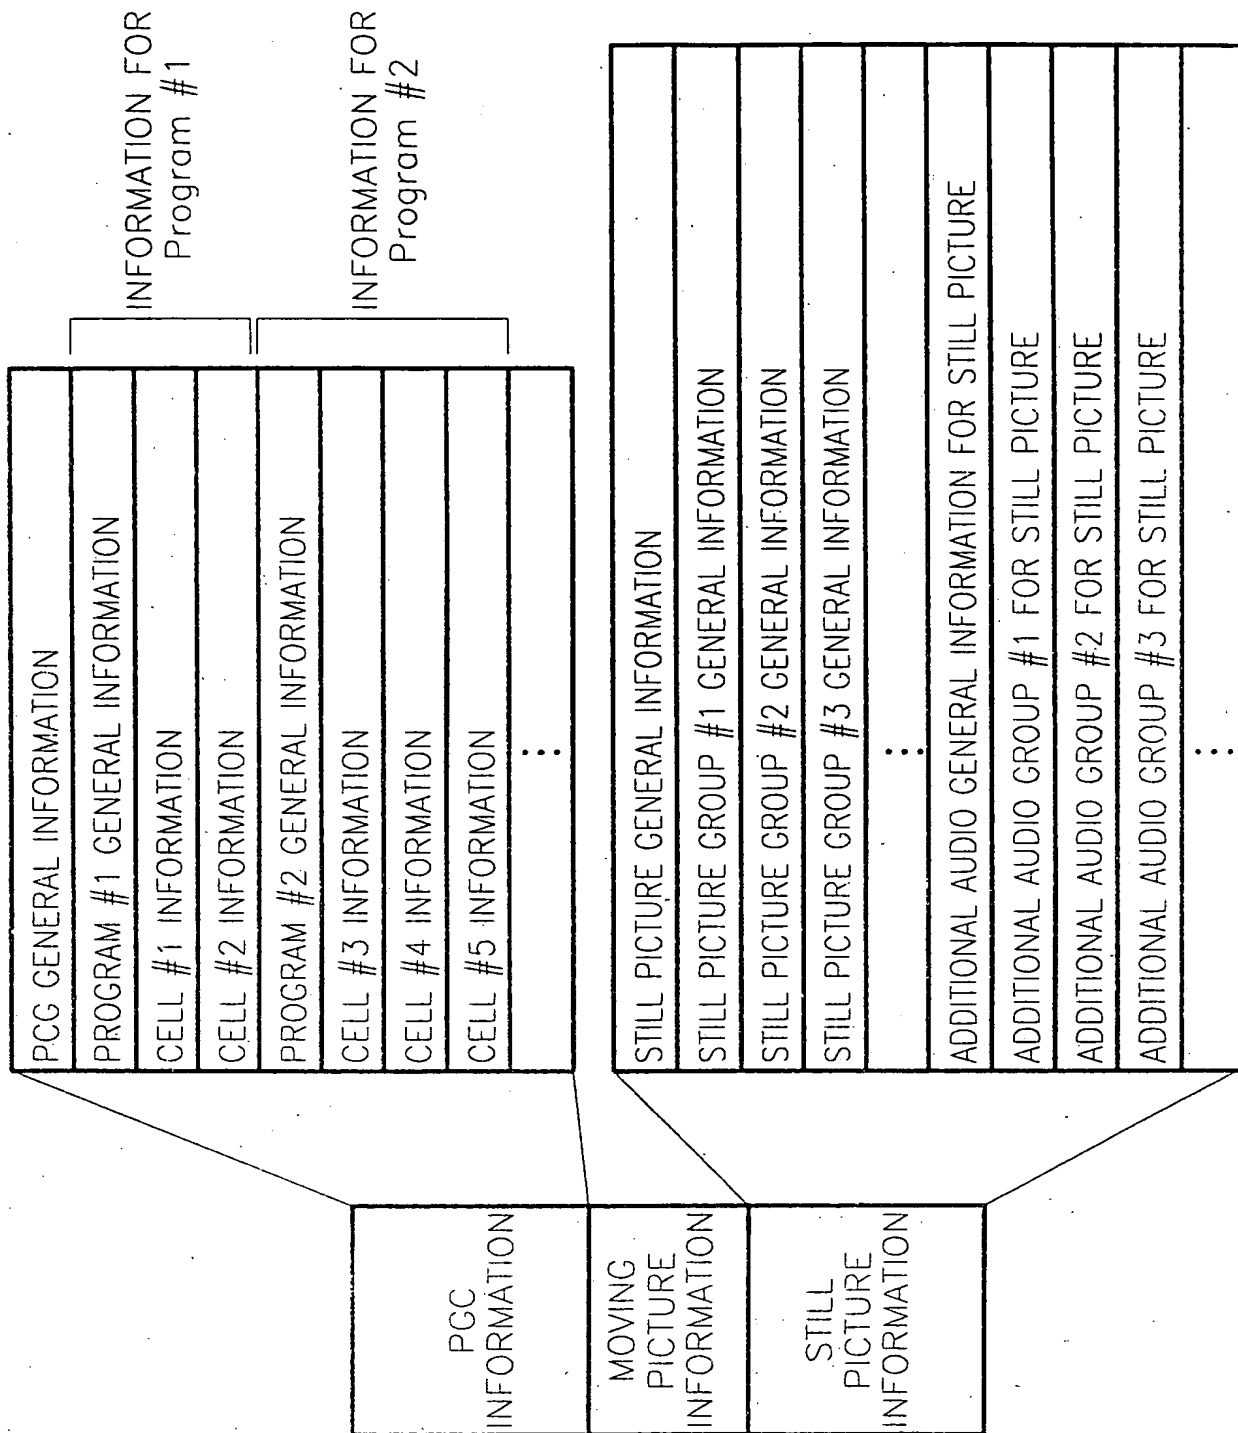 PGC
INFORMATION
MOVING
PICTURE
INFORMATION
STILL
PICTURE
INFORMATION
PCG GENERAL INFORMATION
PROGRAM #1 GENERAL INFORMATION
CELL #1 INFORMATION
CELL #2 INFORMATION
PROGRAM #2 GENERAL INFORMATION
CELL #3 INFORMATION
CELL #4 INFORMATION
CELL #5 INFORMATION
⋮
INFORMATION FOR
Program #1
INFORMATION FOR
Program #2
STILL PICTURE GENERAL INFORMATION
STILL PICTURE GROUP #1 GENERAL INFORMATION
STILL PICTURE GROUP #2 GENERAL INFORMATION
STILL PICTURE GROUP #3 GENERAL INFORMATION
⋮
ADDITIONAL AUDIO GENERAL INFORMATION FOR STILL PICTURE
ADDITIONAL AUDIO GROUP #1 FOR STILL PICTURE
ADDITIONAL AUDIO GROUP #2 FOR STILL PICTURE
ADDITIONAL AUDIO GROUP #3 FOR STILL PICTURE
⋮